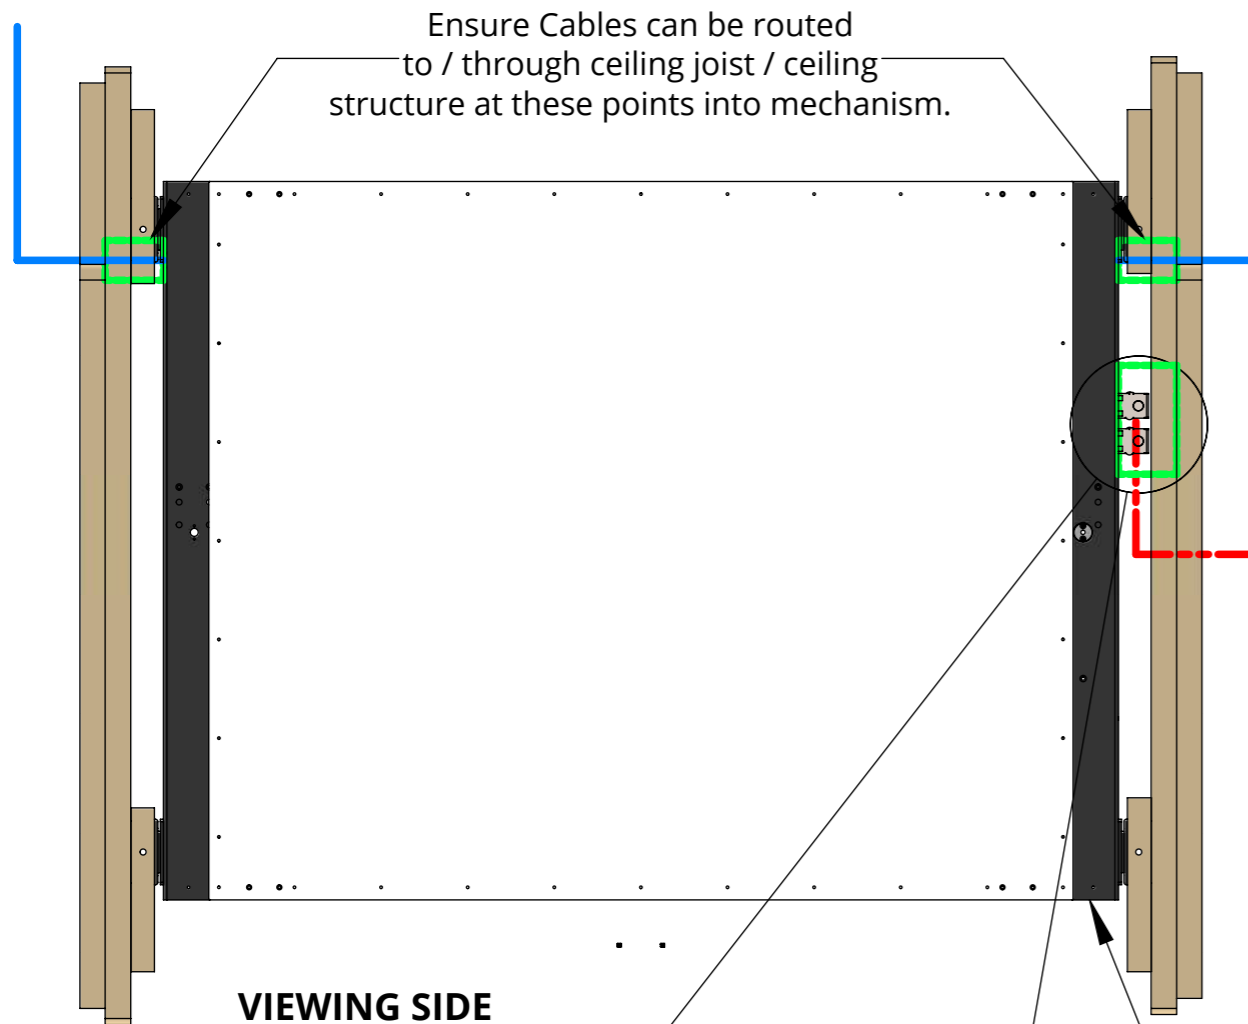 Ensure Cables can be routed
to / through ceiling joist / ceiling
structure at these points into mechanism.
VIEWING SIDE